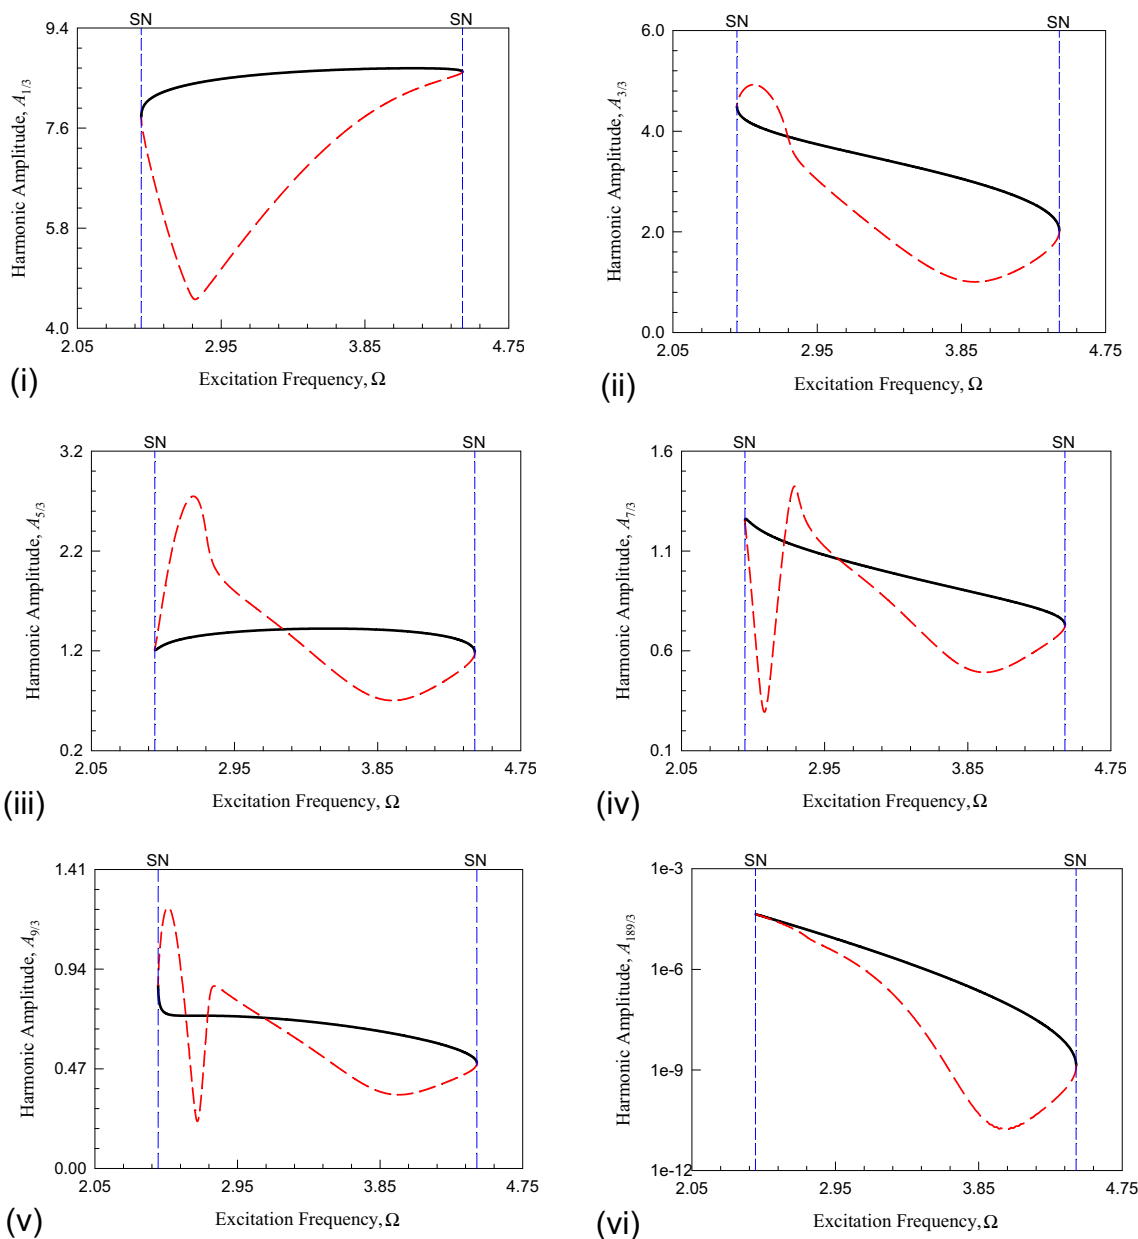 SN SN
9.4
7.6
5.8
4.0
2.05 2.95 3.85 4.75
Harmonic Amplitude, A1/3
Excitation Frequency, Ω
(i)
SN SN
6.0
4.0
2.0
0.0
2.05 2.95 3.85 4.75
Harmonic Amplitude, A3/3
Excitation Frequency, Ω
(ii)
SN SN
3.2
2.2
1.2
0.2
2.05 2.95 3.85 4.75
Harmonic Amplitude, A5/3
Excitation Frequency, Ω
(iii)
SN SN
1.6
1.1
0.6
0.1
2.05 2.95 3.85 4.75
Harmonic Amplitude, A7/3
Excitation Frequency, Ω
(iv)
SN SN
1.41
0.94
0.47
0.00
2.05 2.95 3.85 4.75
Harmonic Amplitude, A9/3
Excitation Frequency, Ω
(v)
SN SN
1e-3
1e-6
1e-9
1e-12
2.05 2.95 3.85 4.75
Harmonic Amplitude, A189/3
Excitation Frequency, Ω
(vi)